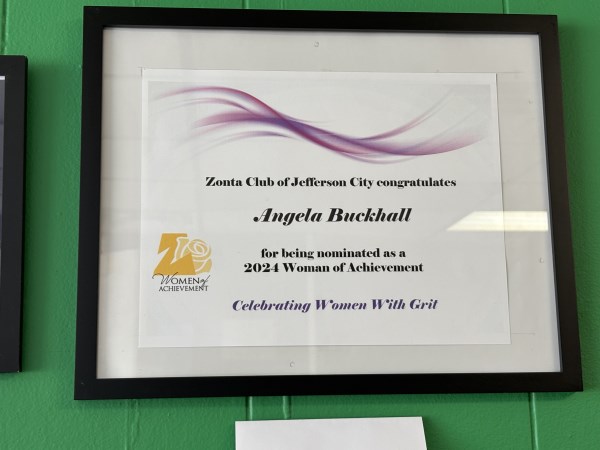 Zonta Club of Jefferson City congratulates
Angela Buckhall
for being nominated as a
2024 Woman of Achievement
Z
WOMEN of
ACHIEVEMENT
Celebrating Women With Grit